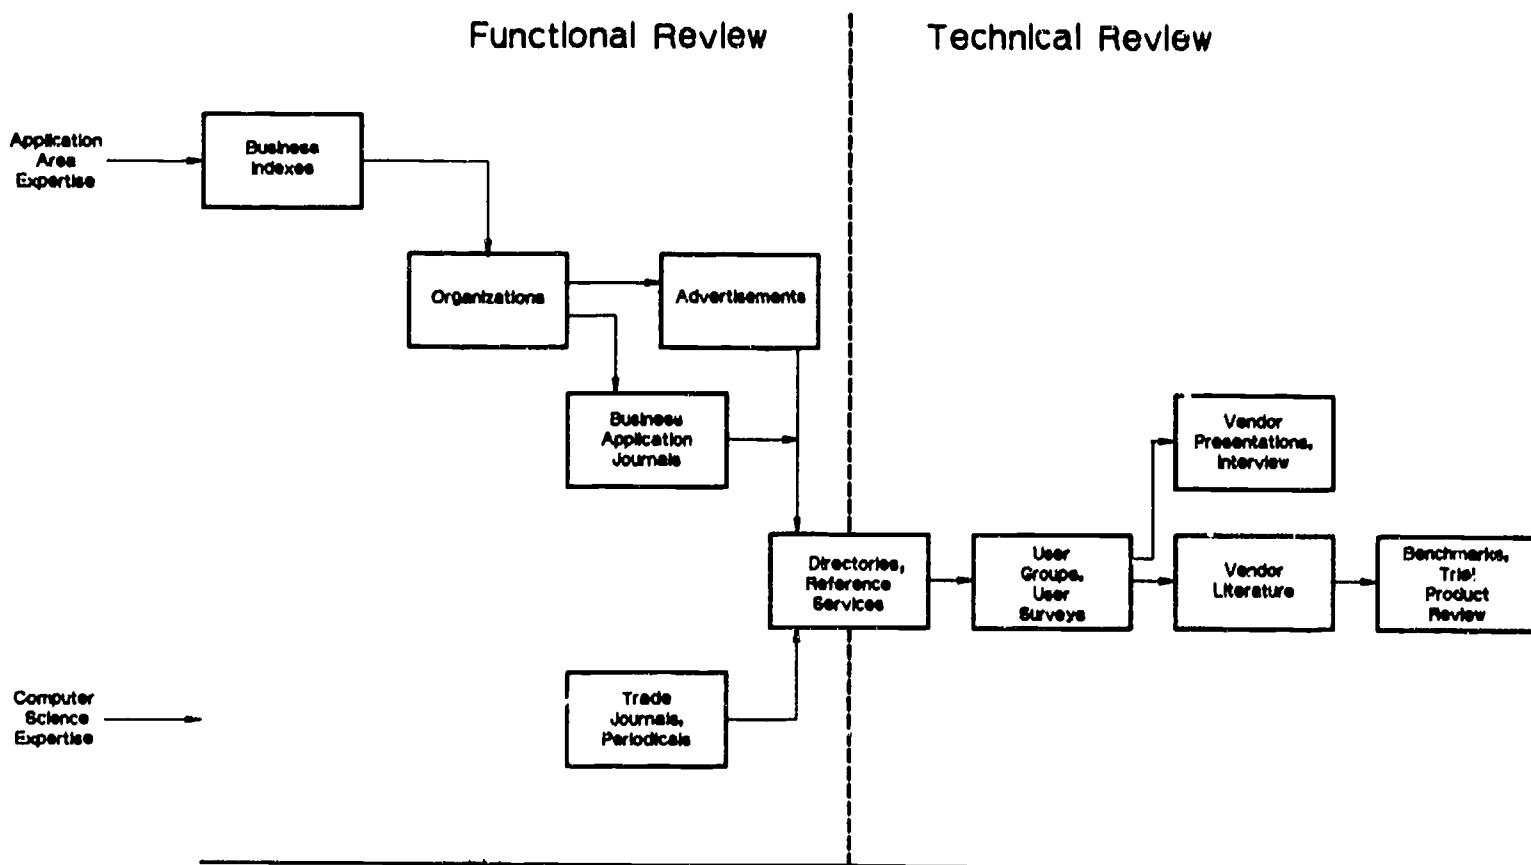 Functional Review
Technical Review
Application
Area
Expertise
Business
Indexes
Organizations
Advertisements
Business
Application
Journals
Vendor
Presentations,
Interview
Directories,
Reference
Services
User
Groups,
User
Surveys
Vendor
Literature
Benchmarks,
Trial
Product
Review
Computer
Science
Expertise
Trade
Journals,
Periodicals